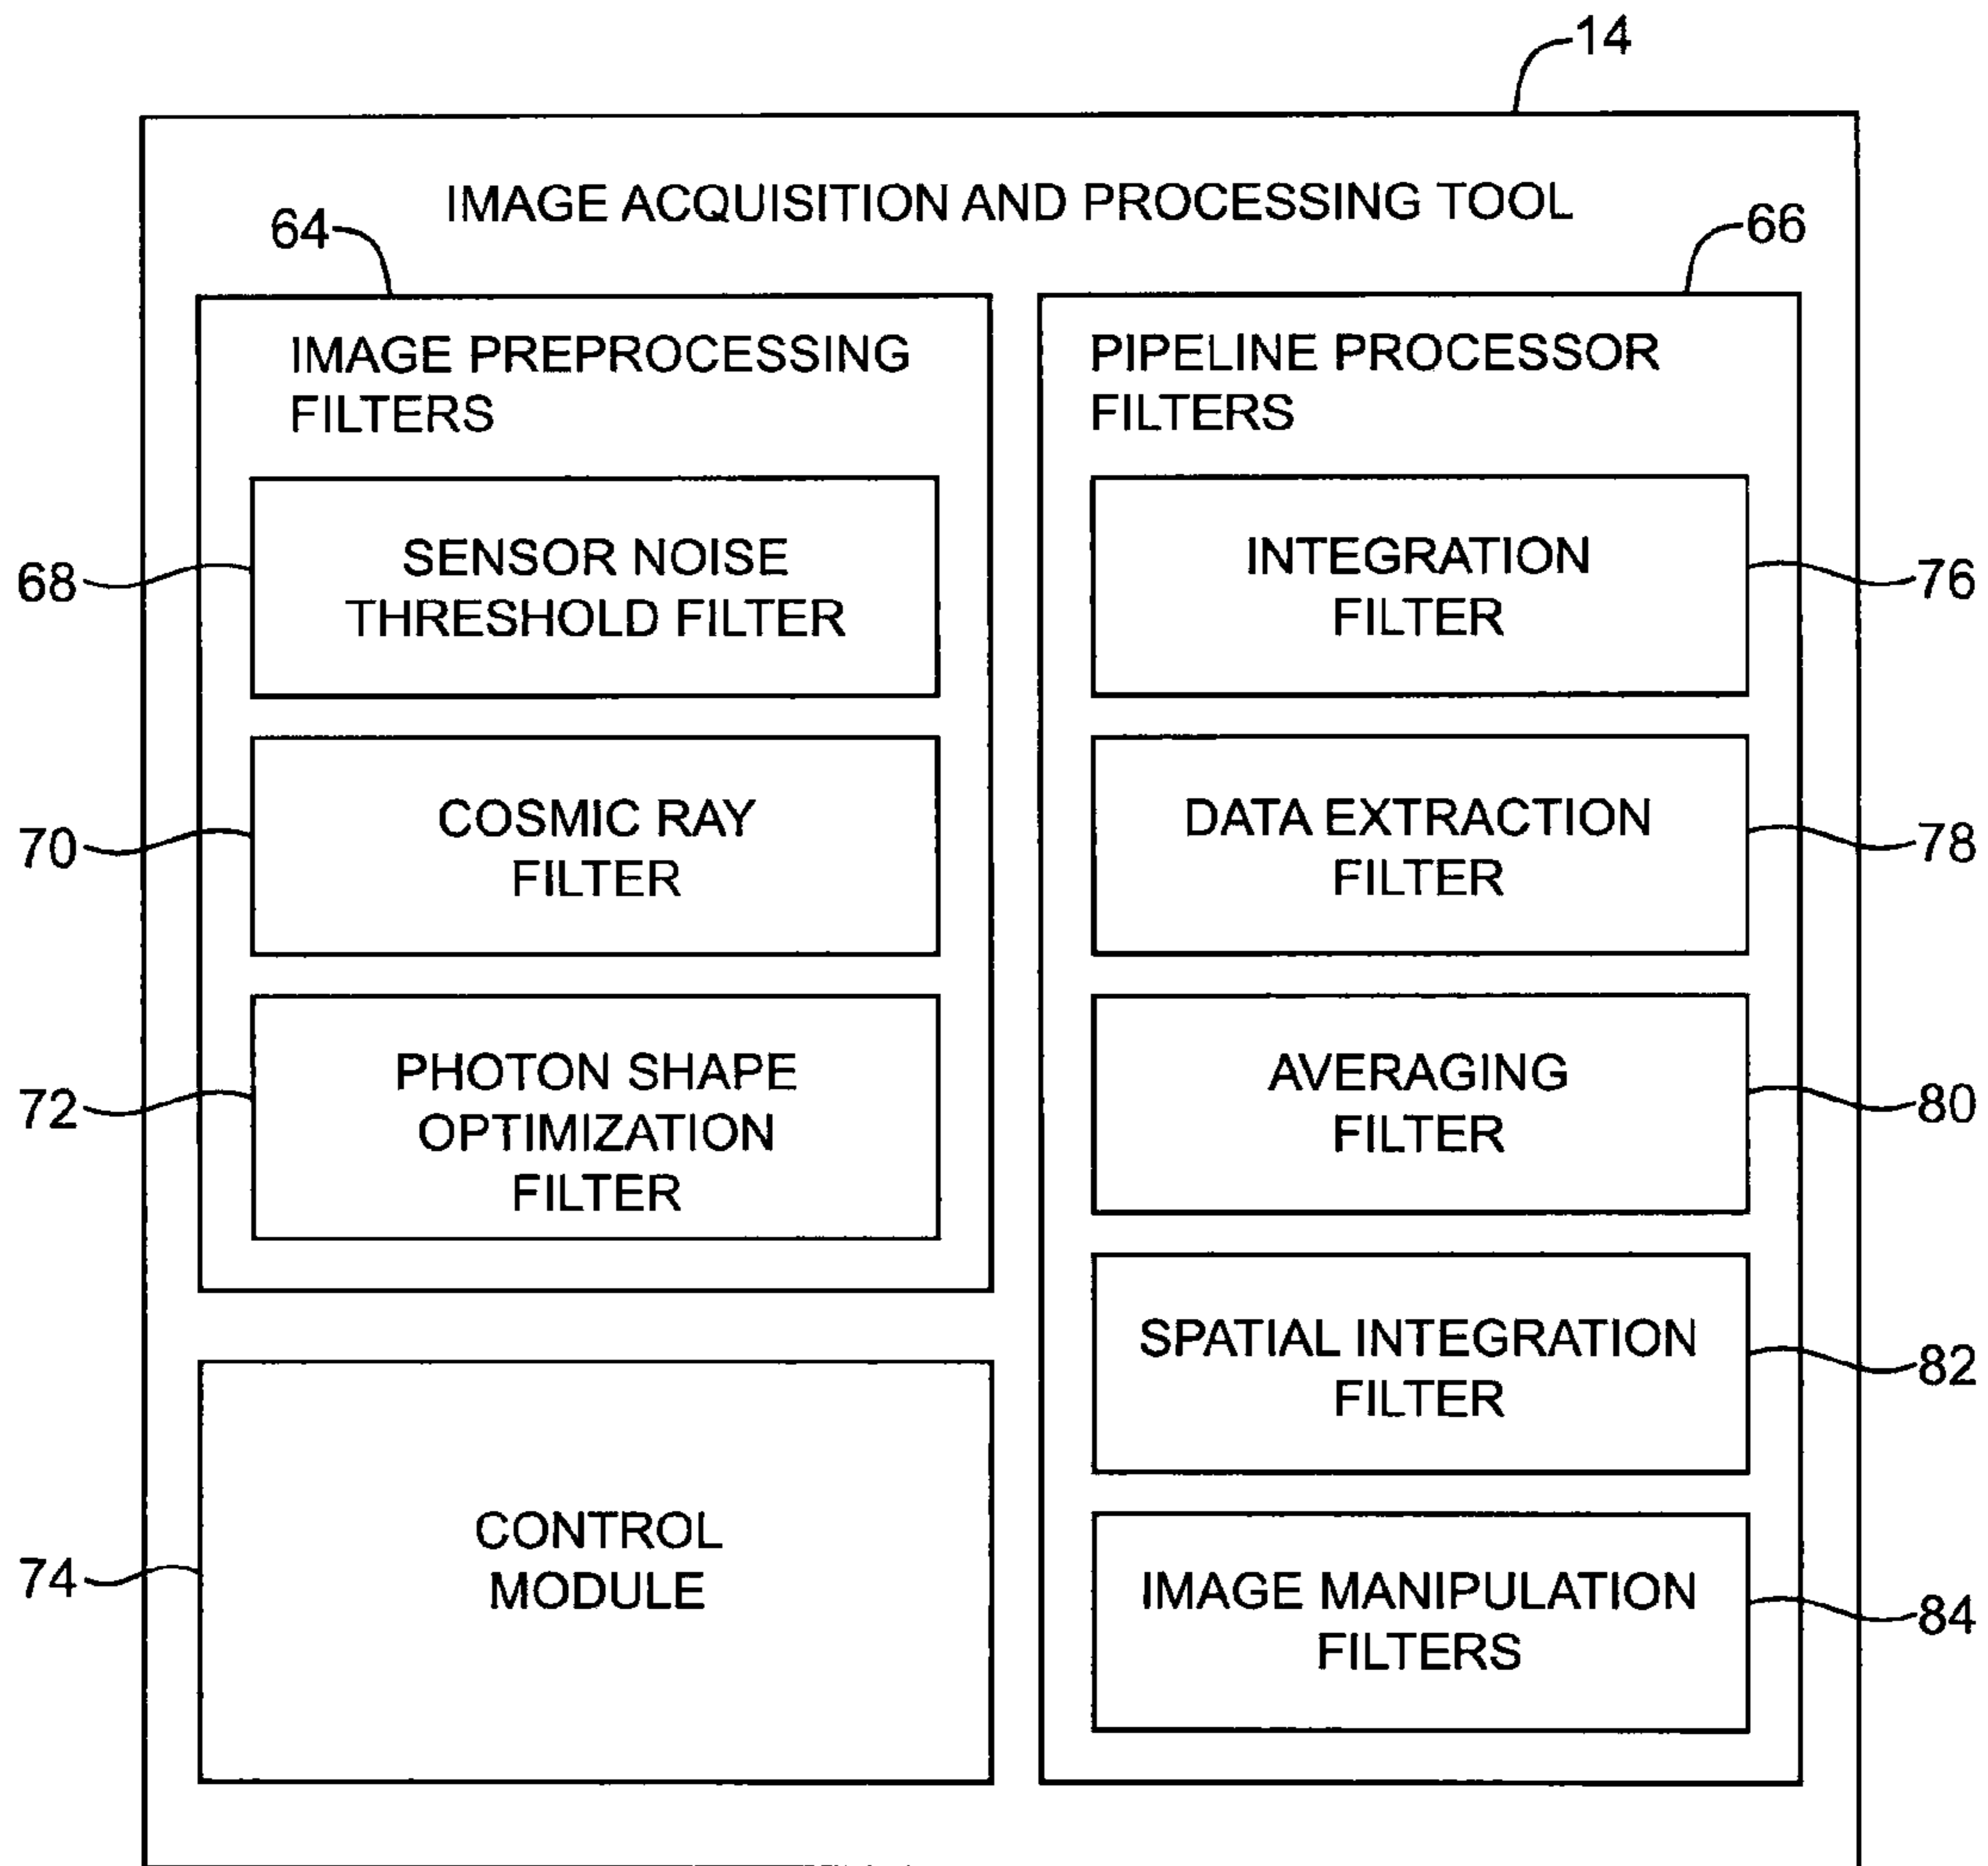 14
IMAGE ACQUISITION AND PROCESSING TOOL
64
66
IMAGE PREPROCESSING
FILTERS
68
SENSOR NOISE
THRESHOLD FILTER
70
COSMIC RAY
FILTER
72
PHOTON SHAPE
OPTIMIZATION
FILTER
74
CONTROL
MODULE
PIPELINE PROCESSOR
FILTERS
INTEGRATION
FILTER
76
DATA EXTRACTION
FILTER
78
AVERAGING
FILTER
80
SPATIAL INTEGRATION
FILTER
82
IMAGE MANIPULATION
FILTERS
84